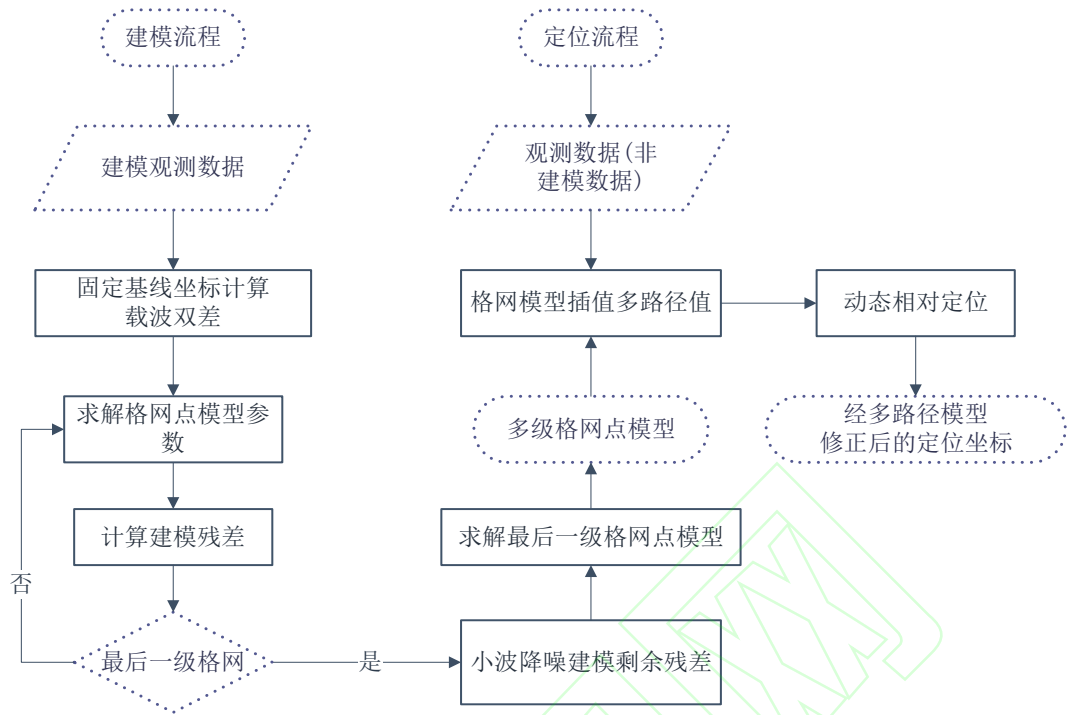 建模流程
建模观测数据
固定基线坐标计算
载波双差
求解格网点模型参
数
计算建模残差
否
最后一级格网
是
小波降噪建模剩余残差
求解最后一级格网点模型
多级格网点模型
定位流程
观测数据(非
建模数据)
格网模型插值多路径值
动态相对定位
经多路径模型
修正后的定位坐标